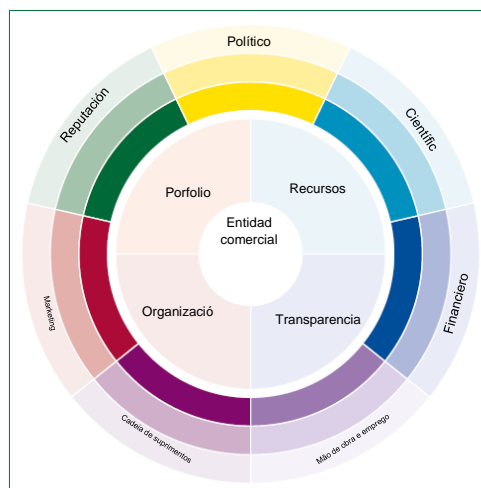 Político
Reputación
Científic
Porfolio
Recursos
Entidad
comercial
Organizació
Transparencia
Marketing
Financiero
Cadeia de suprimentos
Mão de obra e emprego